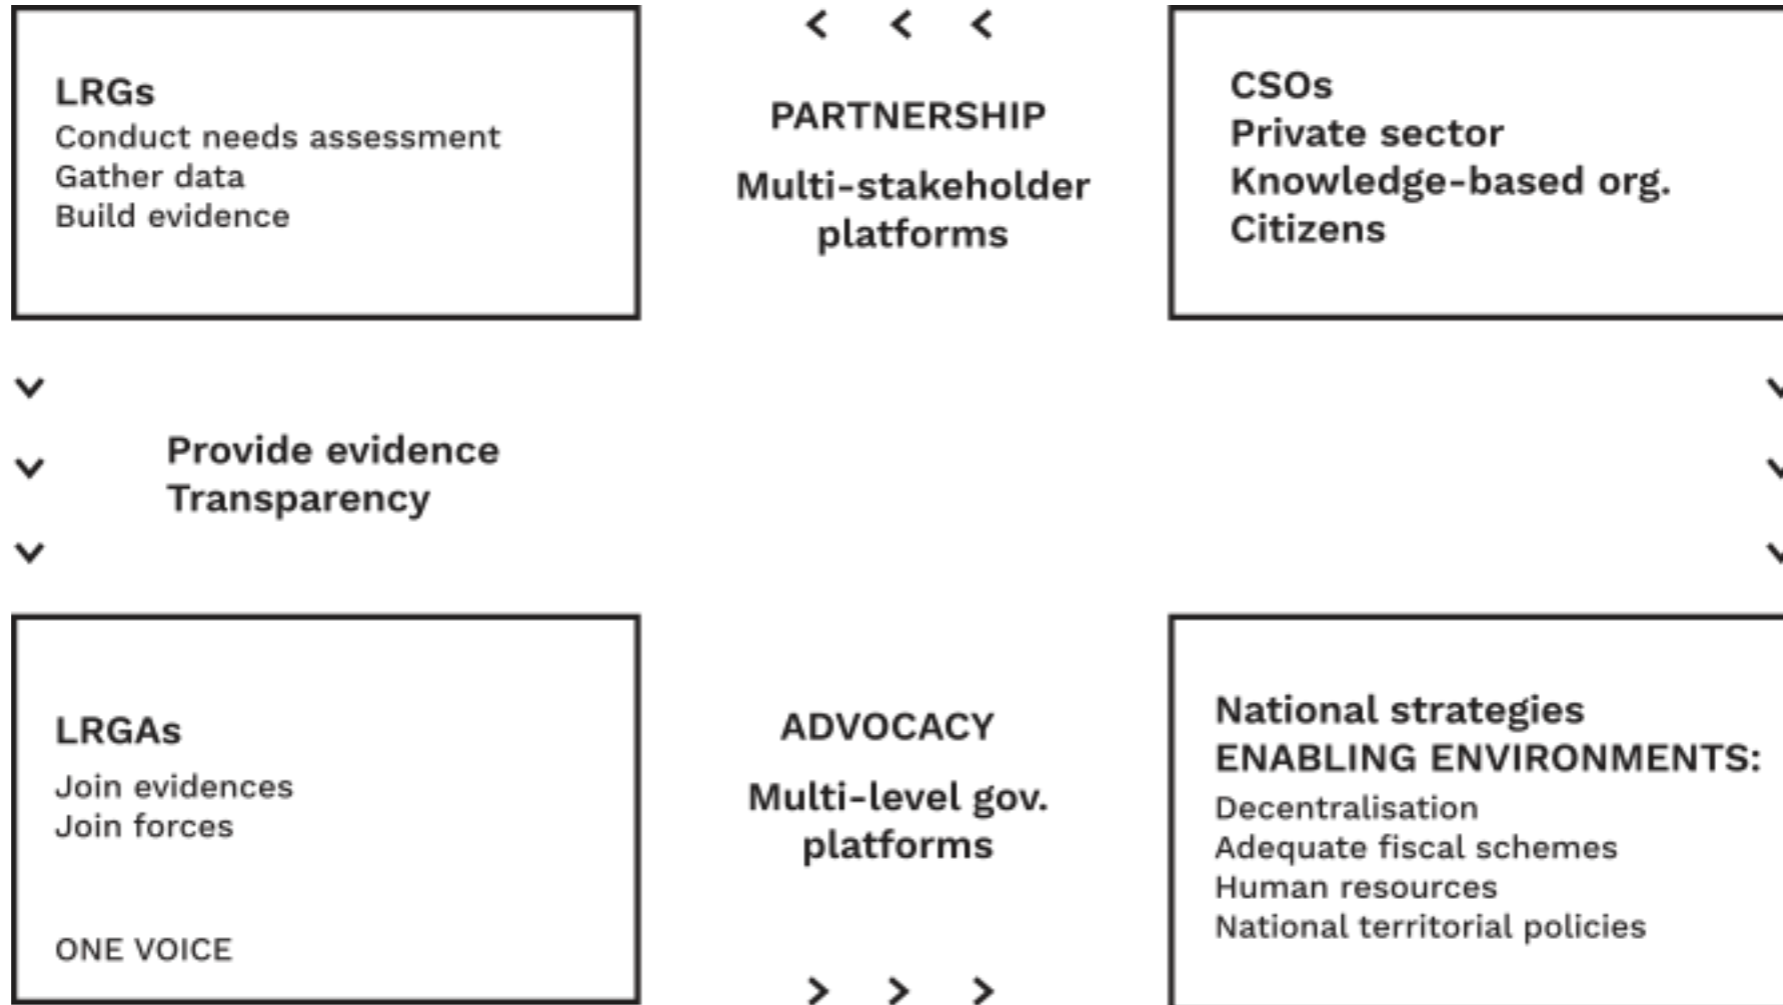 LRGs
Conduct needs assessment
Gather data
Build evidence
PARTNERSHIP
Multi-stakeholder
platforms
CSOs
Private sector
Knowledge-based org.
Citizens
Provide evidence
Transparency
LRGAs
Join evidences
Join forces
ONE VOICE
ADVOCACY
Multi-level gov.
platforms
National strategies
ENABLING ENVIRONMENTS:
Decentralisation
Adequate fiscal schemes
Human resources
National territorial policies